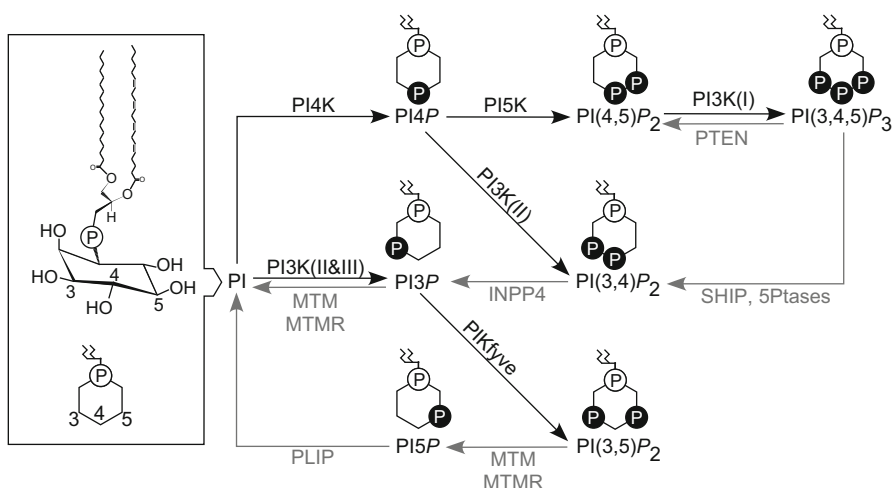 P
P
PI4P
PI4K
PI5K
P
P
P
PI(4,5)P2
PI3K(I)
PTEN
P
P
P
P
PI(3,4,5)P3
O
O
O
O
H
P
HO
HO
HO
OH
OH
3
4
5
P
3
4
5
PI
PI3K(II&III)
MTM
MTMR
P
P
PI3P
PI3K(II)
INPP4
P
P
P
PI(3,4)P2
SHIP, 5Ptases
PIKfyve
PLIP
P
P
PI5P
MTM
MTMR
P
P
P
PI(3,5)P2